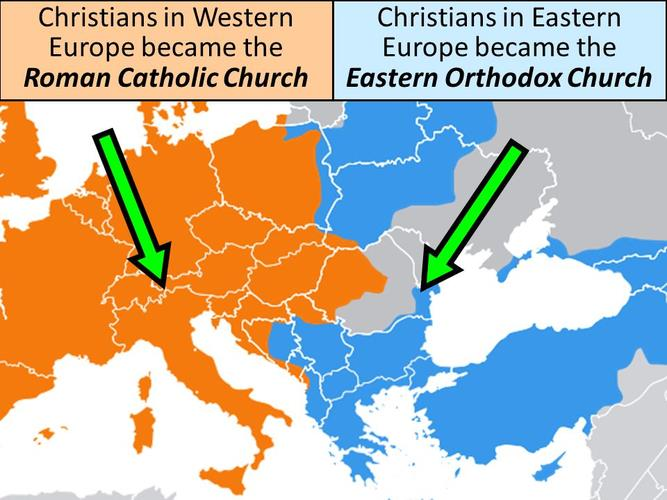 Christians in Western
Europe became the
Roman Catholic Church
Christians in Eastern
Europe became the
Eastern Orthodox Church